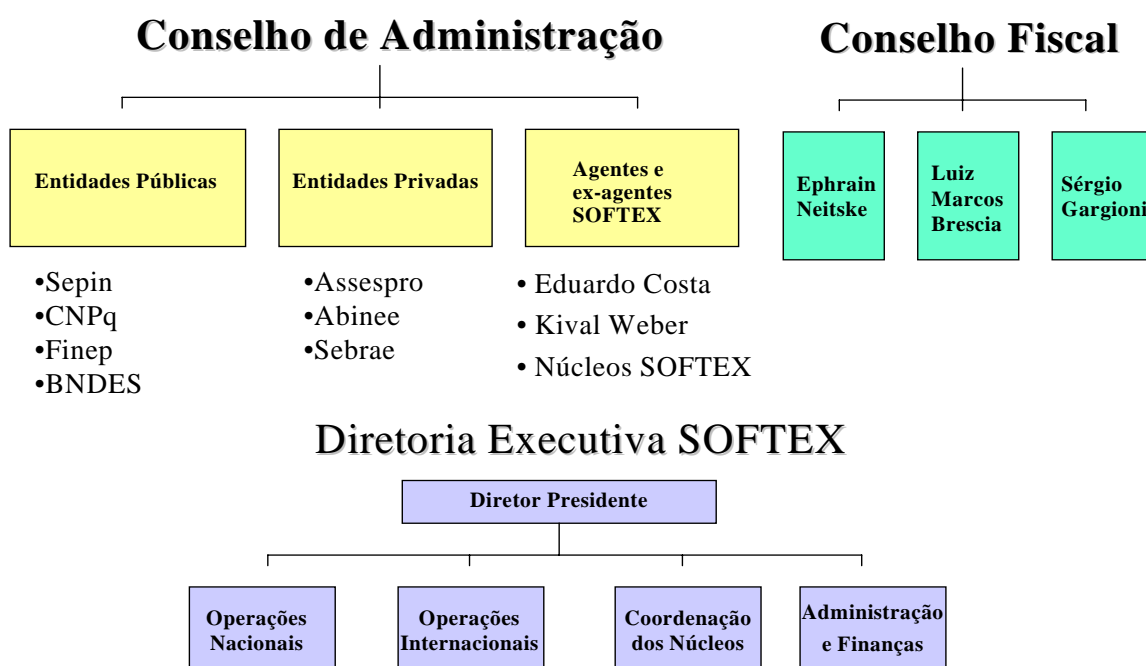 Conselho de Administração
Entidades Públicas
•Sepin
•CNPq
•Finep
•BNDES
Entidades Privadas
•Assespro
•Abinee
•Sebrae
Agentes e
ex-agentes
SOFTEX
• Eduardo Costa
• Kival Weber
• Núcleos SOFTEX
Conselho Fiscal
Ephrain
Neitske
Luiz
Marcos
Brescia
Sérgio
Gargioni
Diretoria Executiva SOFTEX
Diretor Presidente
Operações
Nacionais
Operações
Internacionais
Coordenação
dos Núcleos
Administração
e Finanças